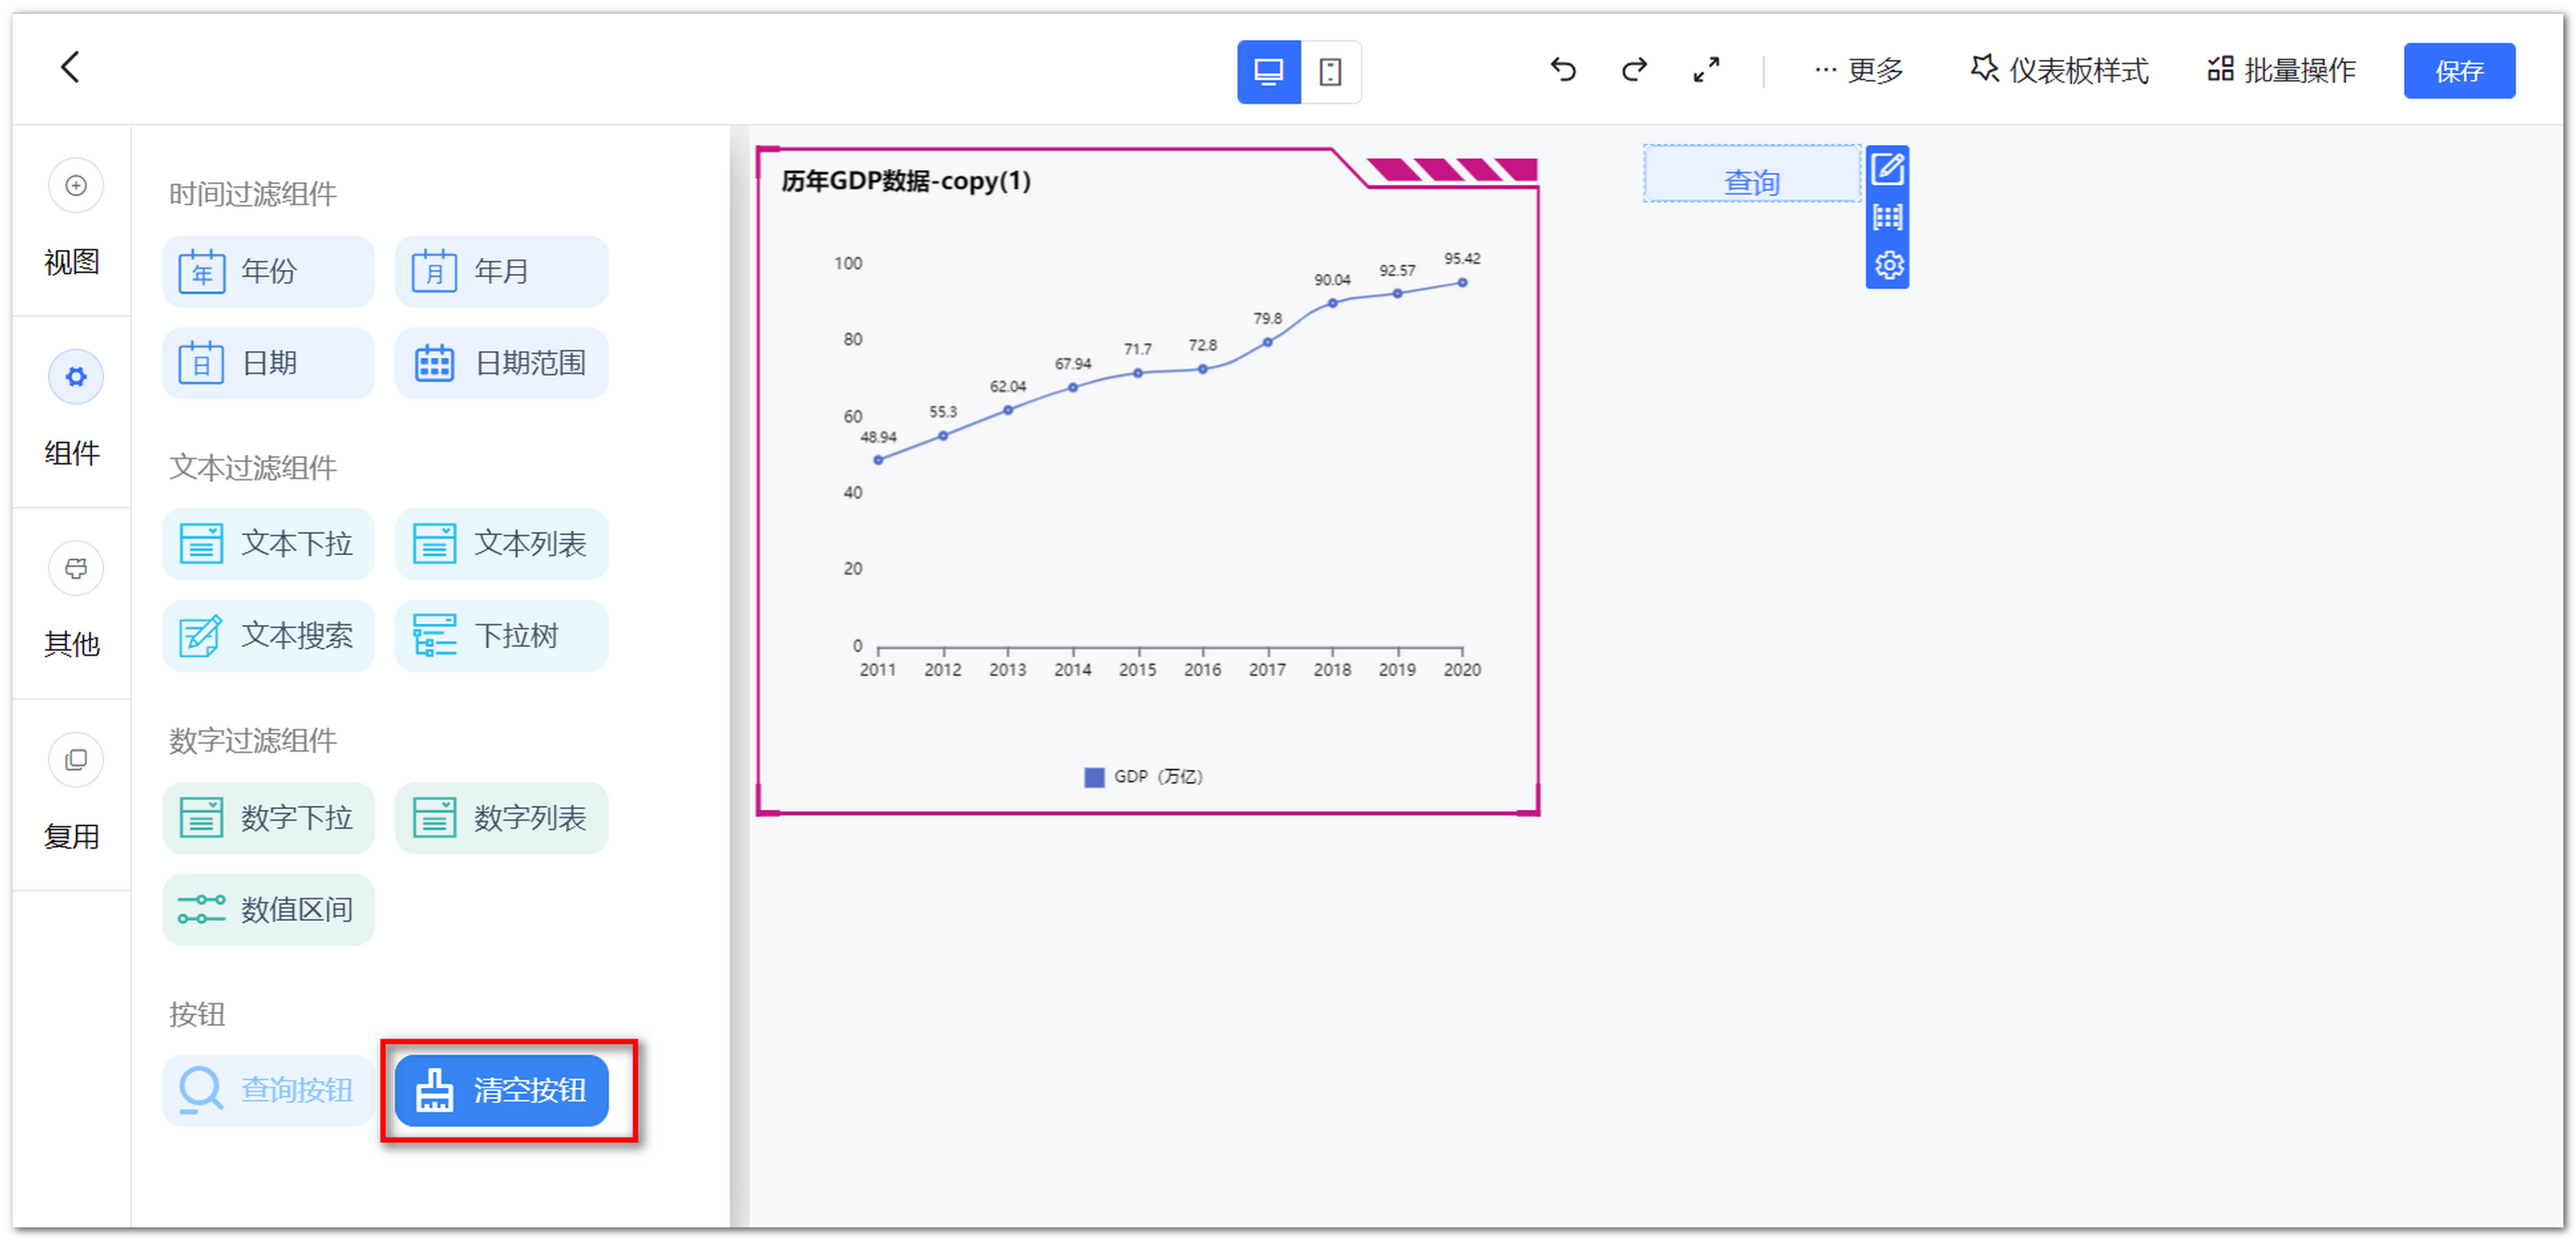 ··· 更多 仪表板样式 批量操作 保存
视图
组件
其他
复用
时间过滤组件
年 年份 月 年月
日 日期 日期范围
文本过滤组件
文本下拉 文本列表
文本搜索 下拉树
数字过滤组件
数字下拉 数字列表
数值区间
按钮
查询按钮 清空按钮
历年GDP数据-copy(1)
查询
100
80
60
40
20
0
48.94 55.3 62.04 67.94 71.7 72.8 79.8 90.04 92.57 95.42
2011 2012 2013 2014 2015 2016 2017 2018 2019 2020
GDP（万亿）